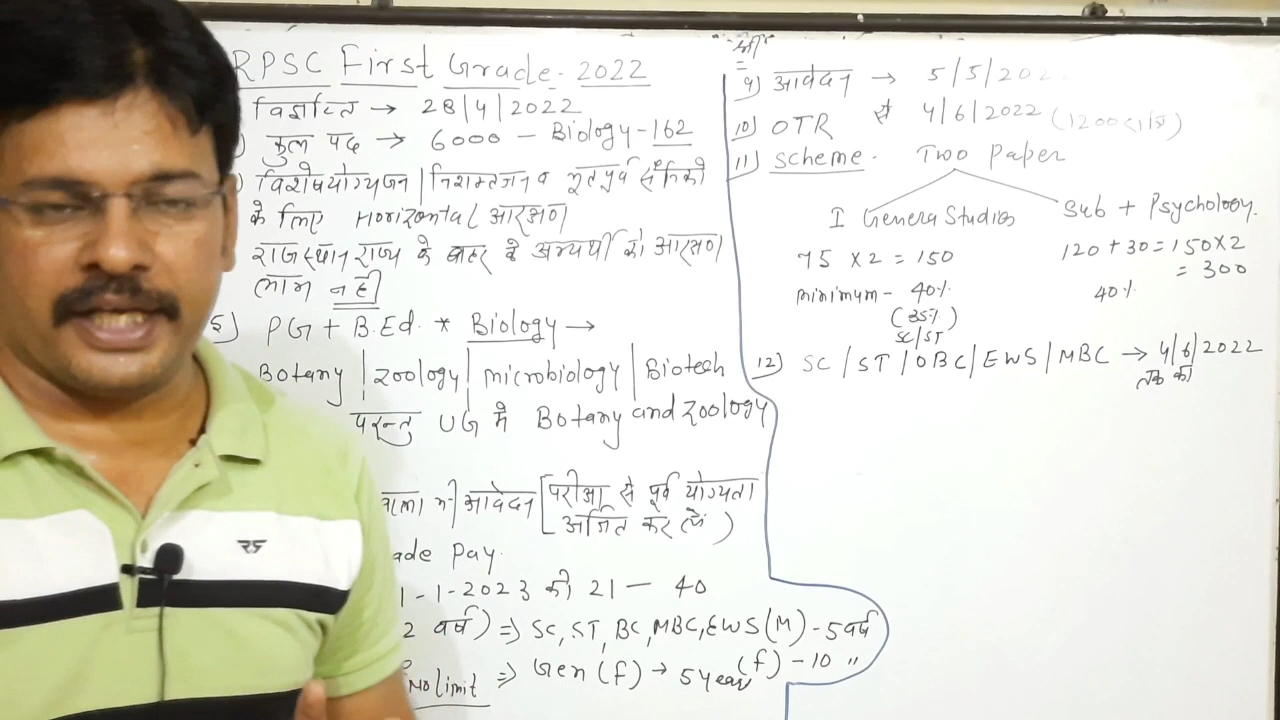 RPSC First Grade - 2022
विज्ञप्ति → 28/4/2022
) कुल पद → 6000 - Biology - 162
) विशेषयोग्यजन | निशक्तजन व भूतपूर्व सैनिको
के लिए Horizontal आरक्षण
राजस्थान राज्य के बाहर के अभ्यर्थी को आरक्षण
लाभ नही
5) PG + B.Ed. * Biology →
Botany | Zoology | microbiology | Biotech
परन्तु UG मे Botany and Zoology
वाला भी आवेदन [परीक्षा से पूर्व योग्यता
अर्जित कर ले)
ade Pay.
1-1-2023 को 21 - 40
2 वर्ष) ⇒ SC, ST, BC, MBC, EWS (M) - 5 वर्ष
(f) - 10 "
No limit ⇒ Gen (f) → 5 year
9) आवेदन → 5/5/202
से 4/6/2022
10) OTR
11) Scheme. Two Paper
I Genera Studies
75 X 2 = 150
minimum - 40%
(35%)
SC/ST
Sub + Psychology.
120 + 30 = 150 X 2
= 300
40%
12) SC / ST / OBC / EWS / MBC → 4/6/2022
तक का